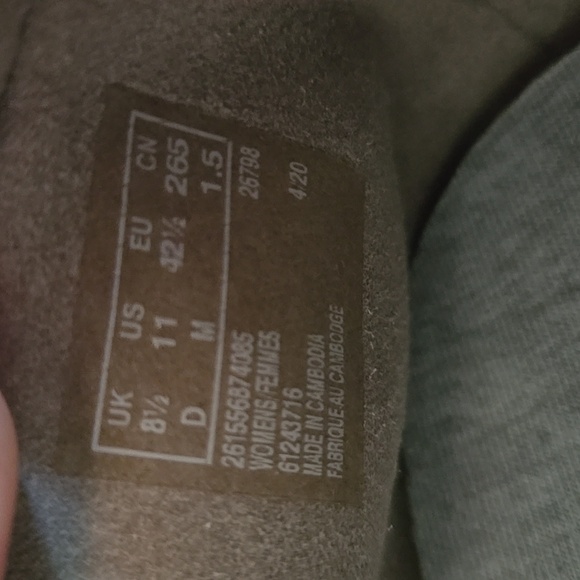 UK US EU CN
8½ 11 42½ 265
D M 1.5
261556874085 26798
WOMENS/FEMMES
61243716 4/20
MADE IN CAMBODIA
FABRIQUE AU CAMBODGE